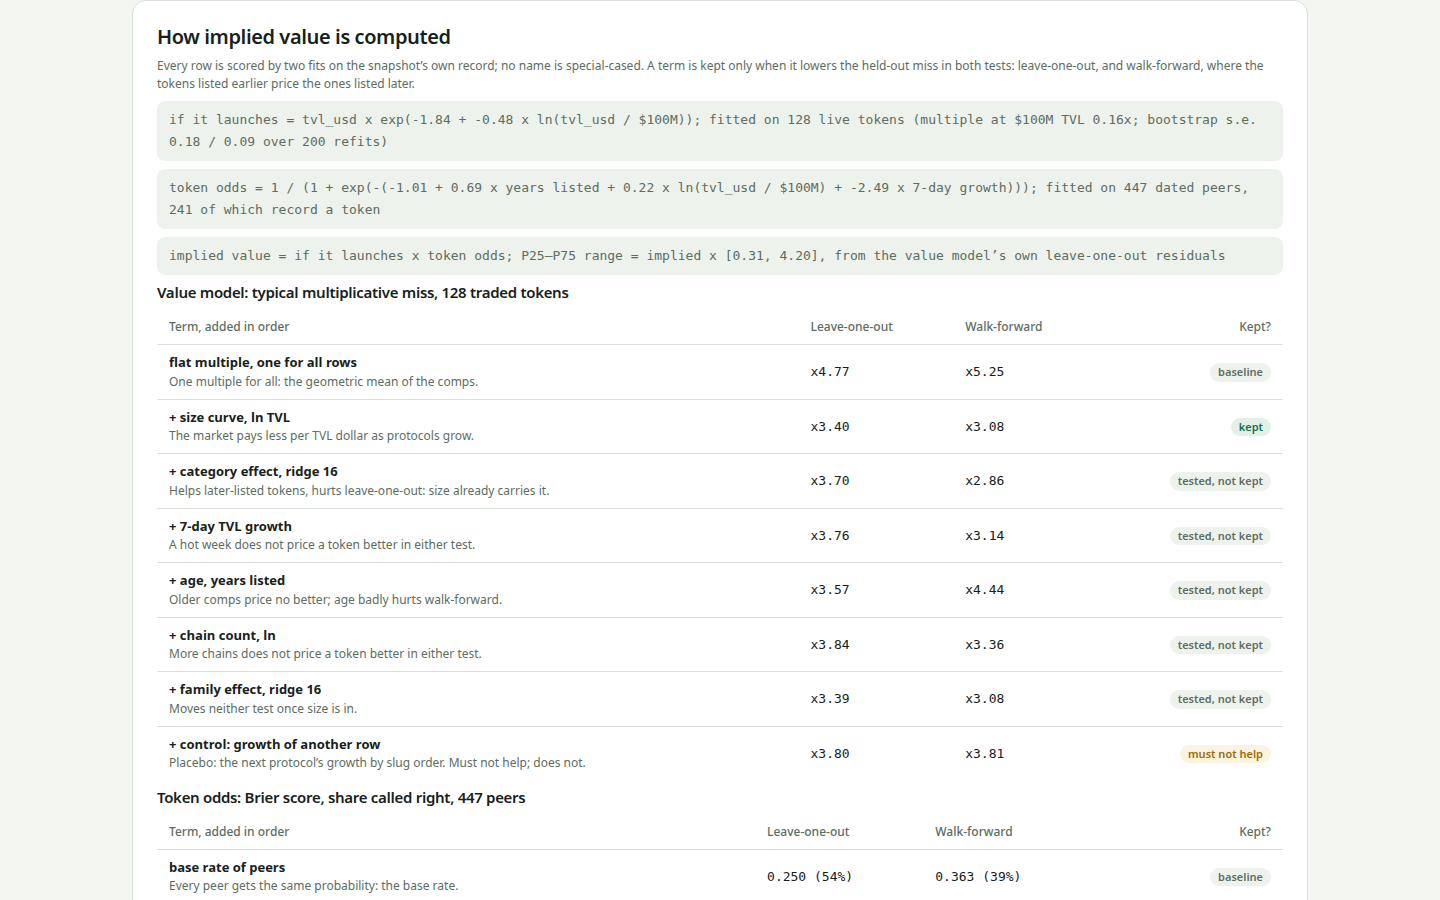 How implied value is computed
Every row is scored by two fits on the snapshot’s own record; no name is special-cased. A term is kept only when it lowers the held-out miss in both tests: leave-one-out, and walk-forward, where the
tokens listed earlier price the ones listed later.
if it launches = tvl_usd x exp(-1.84 + -0.48 x ln(tvl_usd / $100M)); fitted on 128 live tokens (multiple at $100M TVL 0.16x; bootstrap s.e.
0.18 / 0.09 over 200 refits)
token odds = 1 / (1 + exp(-(-1.01 + 0.69 x years listed + 0.22 x ln(tvl_usd / $100M) + -2.49 x 7-day growth))); fitted on 447 dated peers,
241 of which record a token
implied value = if it launches x token odds; P25–P75 range = implied x [0.31, 4.20], from the value model’s own leave-one-out residuals
Value model: typical multiplicative miss, 128 traded tokens
Term, added in order Leave-one-out Walk-forward Kept?
flat multiple, one for all rows
One multiple for all: the geometric mean of the comps.
x4.77 x5.25 baseline
+ size curve, ln TVL
The market pays less per TVL dollar as protocols grow.
x3.40 x3.08 kept
+ category effect, ridge 16
Helps later-listed tokens, hurts leave-one-out: size already carries it.
x3.70 x2.86 tested, not kept
+ 7-day TVL growth
A hot week does not price a token better in either test.
x3.76 x3.14 tested, not kept
+ age, years listed
Older comps price no better; age badly hurts walk-forward.
x3.57 x4.44 tested, not kept
+ chain count, ln
More chains does not price a token better in either test.
x3.84 x3.36 tested, not kept
+ family effect, ridge 16
Moves neither test once size is in.
x3.39 x3.08 tested, not kept
+ control: growth of another row
Placebo: the next protocol’s growth by slug order. Must not help; does not.
x3.80 x3.81 must not help
Token odds: Brier score, share called right, 447 peers
Term, added in order Leave-one-out Walk-forward Kept?
base rate of peers
Every peer gets the same probability: the base rate.
0.250 (54%) 0.363 (39%) baseline